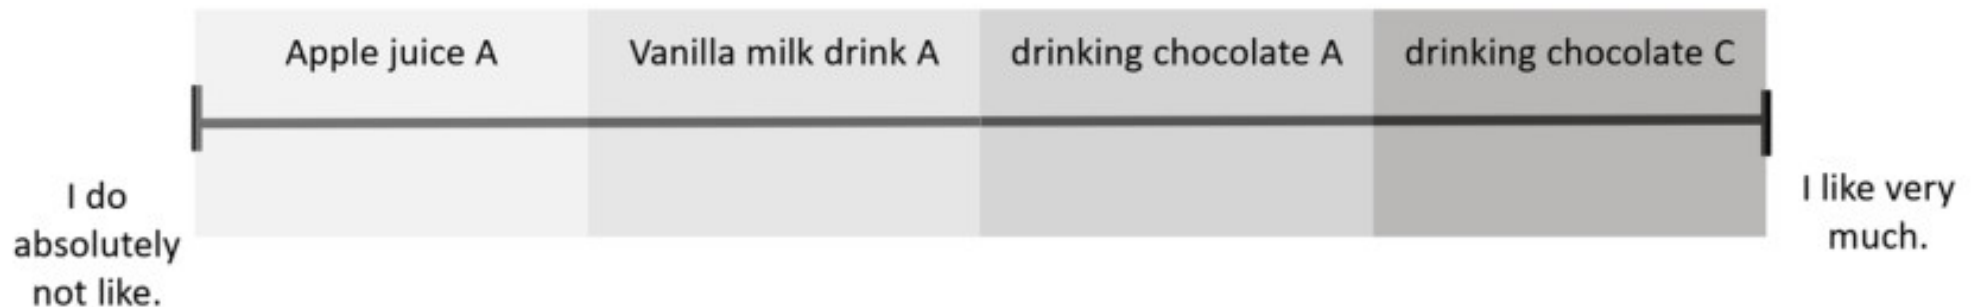 Apple juice A
Vanilla milk drink A
drinking chocolate A
drinking chocolate C
I do
absolutely
not like.
I like very
much.